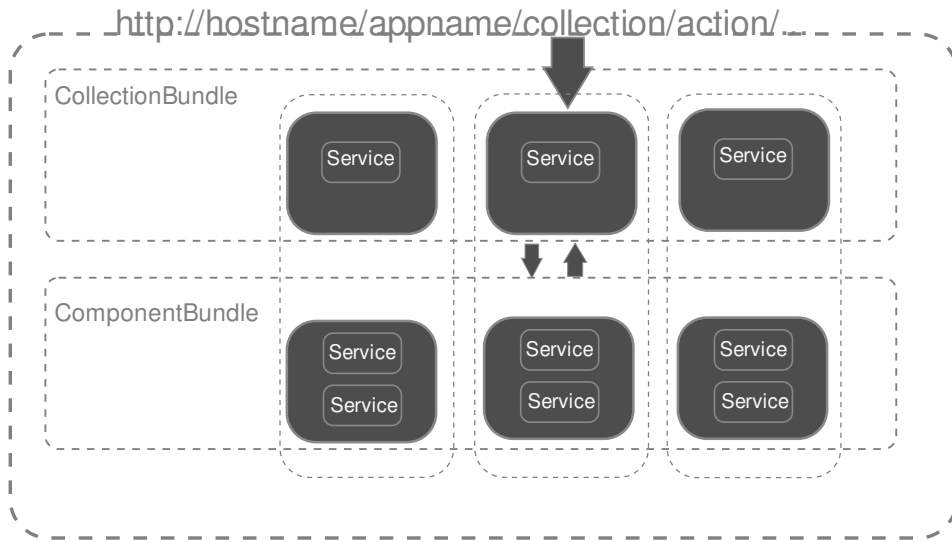 http://hostname/appname/collection/action/...
CollectionBundle
Service Service Service
ComponentBundle
Service Service Service
Service Service Service